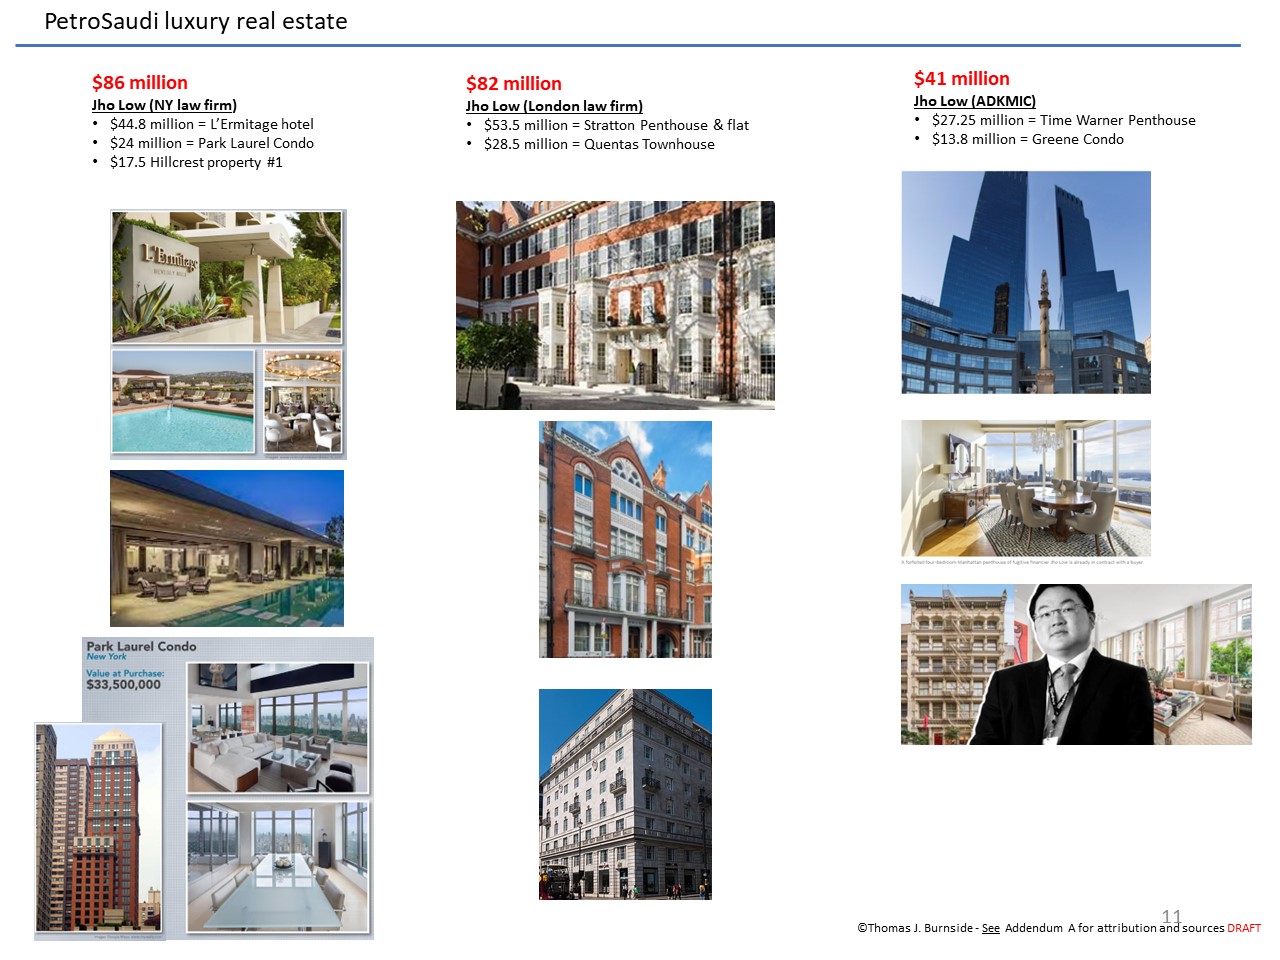 PetroSaudi luxury real estate
$86 million
Jho Low (NY law firm)
• $44.8 million = L'Ermitage hotel
• $24 million = Park Laurel Condo
• $17.5 Hillcrest property #1
$82 million
Jho Low (London law firm)
• $53.5 million = Stratton Penthouse & flat
• $28.5 million = Quentas Townhouse
$41 million
Jho Low (ADKMIC)
• $27.25 million = Time Warner Penthouse
• $13.8 million = Greene Condo
L'Ermitage
BEVERLY HILLS
A forfeited four-bedroom Manhattan penthouse of fugitive financier Jho Low is already in contract with a buyer.
Park Laurel Condo
New York
Value at Purchase:
$33,500,000
11
©Thomas J. Burnside - See Addendum A for attribution and sources DRAFT